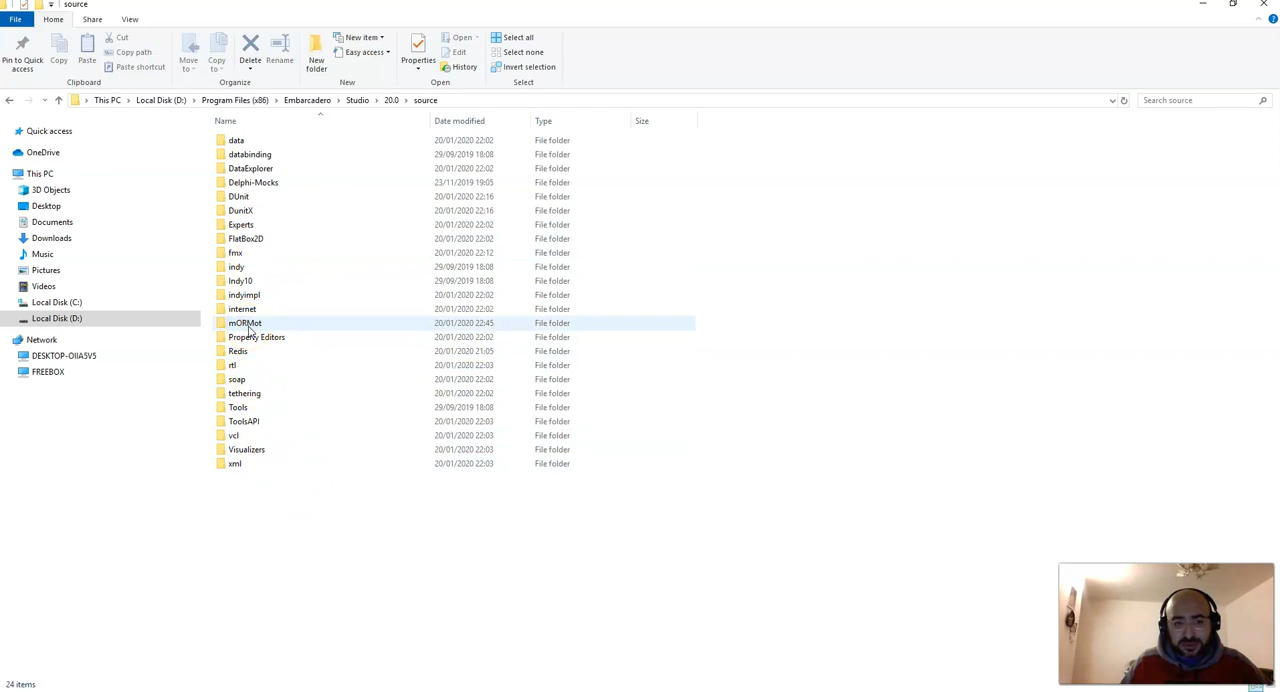 source
File Home Share View
Pin to Quick access
Copy
Paste
Cut
Copy path
Paste shortcut
Clipboard
Move to
Copy to
Delete
Rename
Organize
New folder
New item
Easy access
New
Properties
Open
Edit
History
Open
Select all
Select none
Invert selection
Select
This PC Local Disk (D:) Program Files (x86) Embarcadero Studio 20.0 source
Search source
Quick access
OneDrive
This PC
3D Objects
Desktop
Documents
Downloads
Music
Pictures
Videos
Local Disk (C:)
Local Disk (D:)
Network
DESKTOP-OIIA5V5
FREEBOX
Name Date modified Type Size
data 20/01/2020 22:02 File folder
databinding 29/09/2019 18:08 File folder
DataExplorer 20/01/2020 22:02 File folder
Delphi-Mocks 23/11/2019 19:05 File folder
DUnit 20/01/2020 22:16 File folder
DunitX 20/01/2020 22:16 File folder
Experts 20/01/2020 22:02 File folder
FlatBox2D 20/01/2020 22:02 File folder
fmx 20/01/2020 22:12 File folder
indy 29/09/2019 18:08 File folder
Indy10 29/09/2019 18:08 File folder
indyimpl 20/01/2020 22:02 File folder
internet 20/01/2020 22:02 File folder
mORMot 20/01/2020 22:45 File folder
Property Editors 20/01/2020 22:02 File folder
Redis 20/01/2020 21:05 File folder
rtl 20/01/2020 22:03 File folder
soap 20/01/2020 22:02 File folder
tethering 20/01/2020 22:02 File folder
Tools 29/09/2019 18:08 File folder
ToolsAPI 20/01/2020 22:03 File folder
vcl 20/01/2020 22:03 File folder
Visualizers 20/01/2020 22:03 File folder
xml 20/01/2020 22:03 File folder
24 items